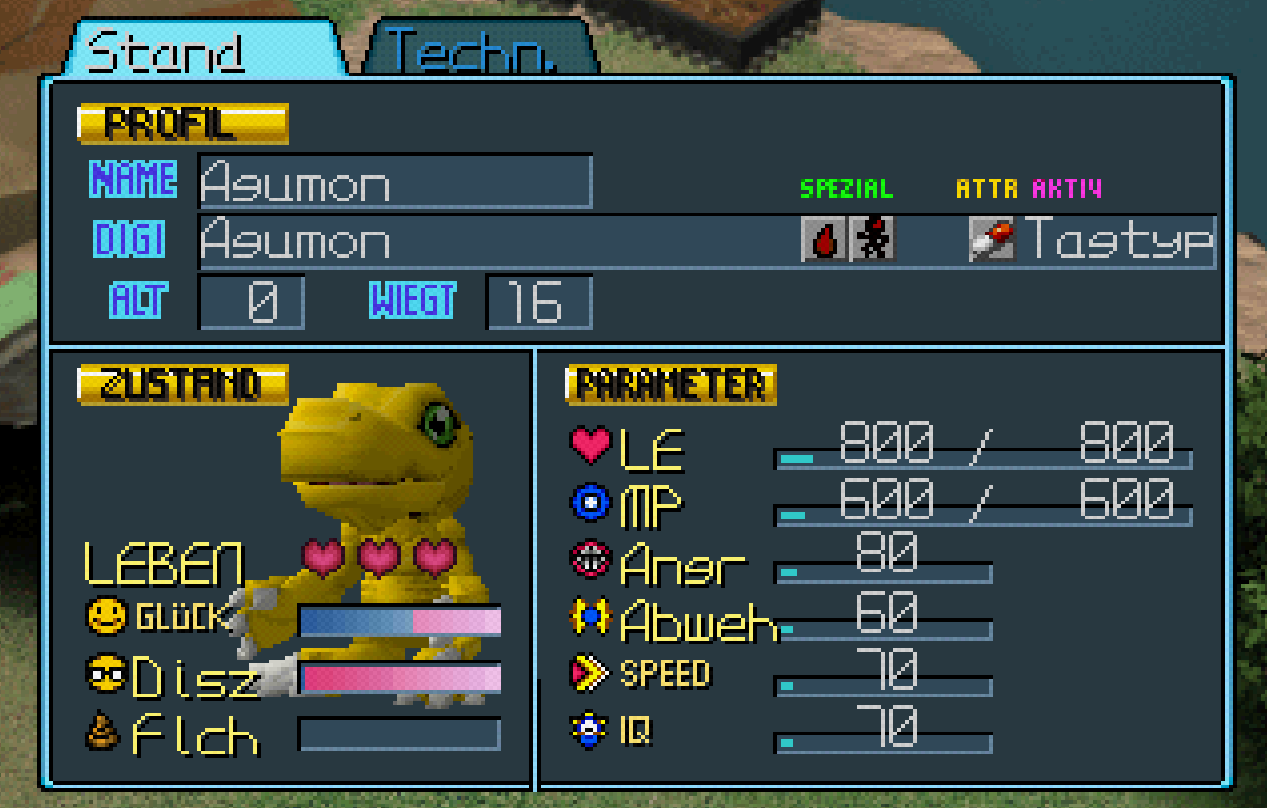 Stand Techn.
PROFIL
NAME Agumon
SPEZIAL ATTR AKTIV
DIGI Agumon Tagtyp
ALT 0 WIEGT 16
ZUSTAND
LEBEN
GLÜCK
Disz
Flch
PARAMETER
LE 800 / 800
MP 600 / 600
Angr 80
Abweh 60
SPEED 70
IQ 70